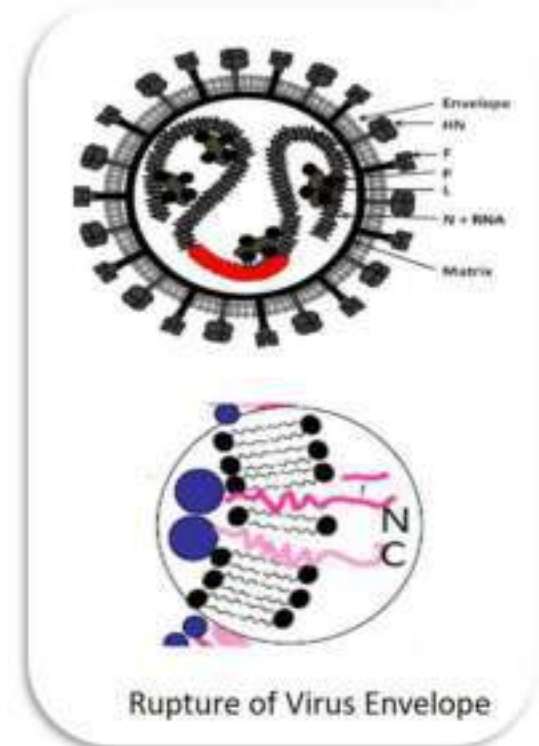 Envelope
HN
F
P
L
N + RNA
Matrix
N
C
Rupture of Virus Envelope